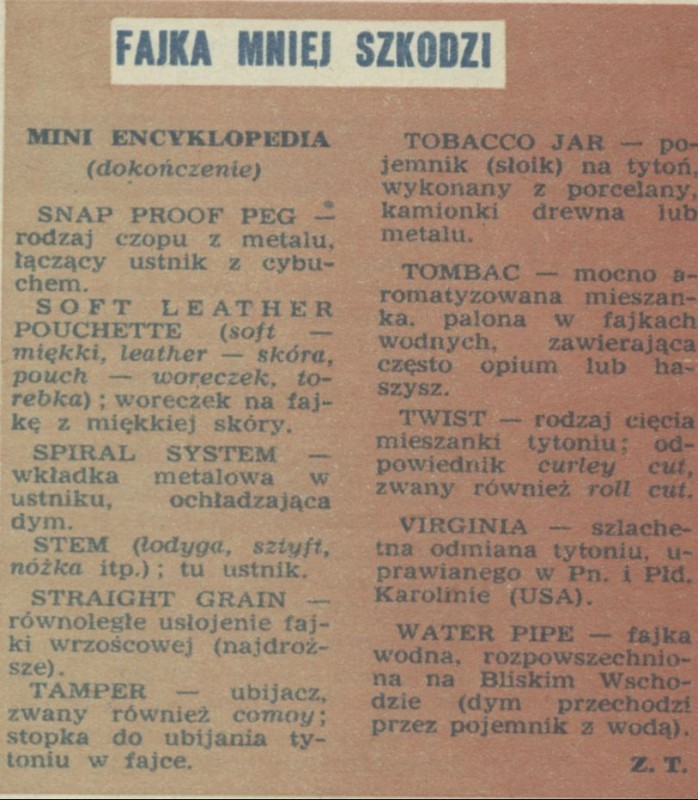 FAJKA MNIEJ SZKODZI
MINI ENCYKLOPEDIA
(dokończenie)
SNAP PROOF PEG —
rodzaj czopu z metalu,
łączący ustnik z cybu-
chem.
SOFT LEATHER
POUCHETTE (soft —
miękki, leather — skóra,
pouch — woreczek, to-
rebka); woreczek na faj-
kę z miękkiej skóry.
SPIRAL SYSTEM —
wkładka metalowa w
ustniku, ochładzająca
dym.
STEM (łodyga, sztyft,
nóżka itp.); tu ustnik.
STRAIGHT GRAIN —
równoległe usłojenie faj-
ki wrzoścowej (najdroż-
sze).
TAMPER — ubijacz,
zwany również comoy;
stopka do ubijania ty-
toniu w fajce.
TOBACCO JAR — po-
jemnik (słoik) na tytoń,
wykonany z porcelany,
kamionki drewna lub
metalu.
TOMBAC — mocno a-
romatyzowana mieszan-
ka, palona w fajkach
wodnych, zawierająca
często opium lub ha-
szysz.
TWIST — rodzaj cięcia
mieszanki tytoniu; od-
powiednik curley cut,
zwany również roll cut.
VIRGINIA — szlache-
tna odmiana tytoniu, u-
prawianego w Pn. i Płd.
Karolinie (USA).
WATER PIPE — fajka
wodna, rozpowszechnio-
na na Bliskim Wscho-
dzie (dym przechodzi
przez pojemnik z wodą).
Z. T.